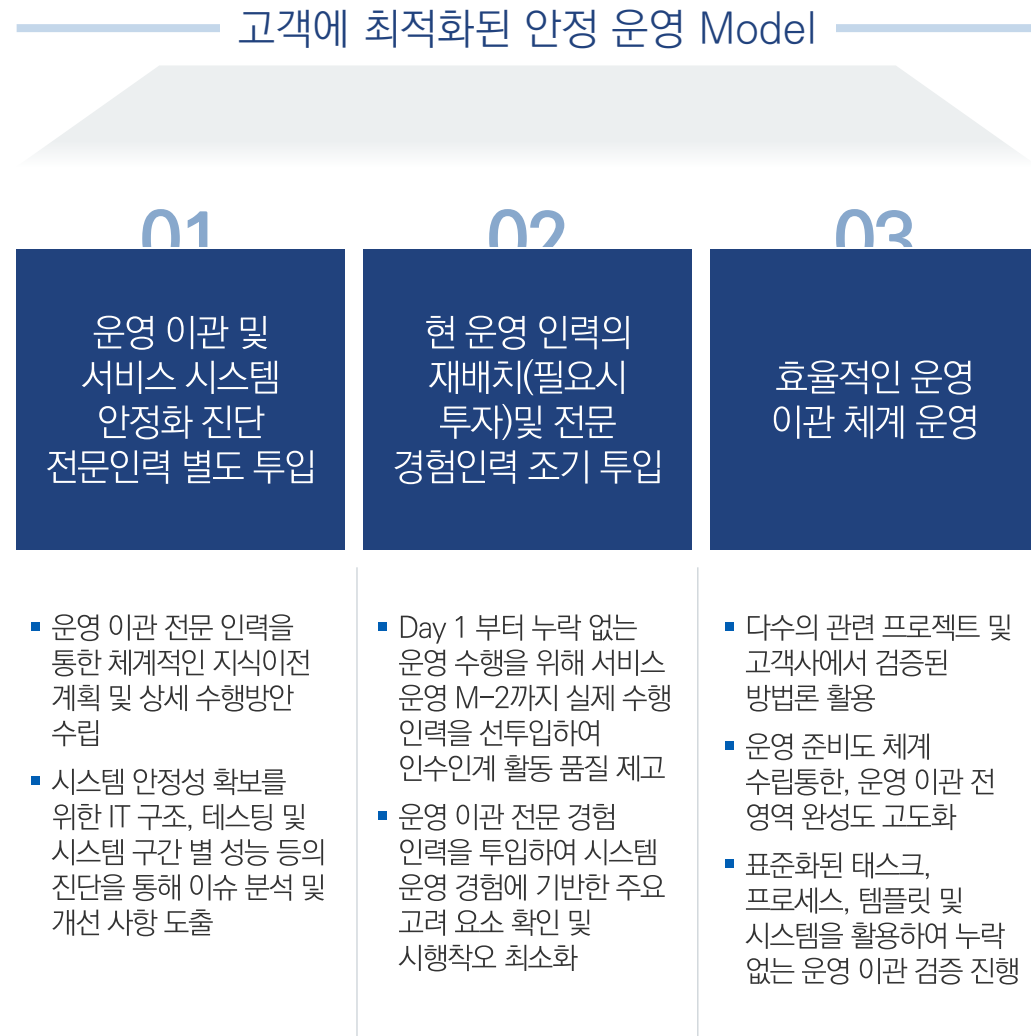 고객에 최적화된 안정 운영 Model
01
운영 이관 및
서비스 시스템
안정화 진단
전문인력 별도 투입
운영 이관 전문 인력을
통한 체계적인 지식이전
계획 및 상세 수행방안
수립
시스템 안정성 확보를
위한 IT 구조, 테스팅 및
시스템 구간 별 성능 등의
진단을 통해 이슈 분석 및
개선 사항 도출
02
현 운영 인력의
재배치(필요시
투자)및 전문
경험인력 조기 투입
Day 1 부터 누락 없는
운영 수행을 위해 서비스
운영 M-2까지 실제 수행
인력을 선투입하여
인수인계 활동 품질 제고
운영 이관 전문 경험
인력을 투입하여 시스템
운영 경험에 기반한 주요
고려 요소 확인 및
시행착오 최소화
03
효율적인 운영
이관 체계 운영
다수의 관련 프로젝트 및
고객사에서 검증된
방법론 활용
운영 준비도 체계
수립통한, 운영 이관 전
영역 완성도 고도화
표준화된 태스크,
프로세스, 템플릿 및
시스템을 활용하여 누락
없는 운영 이관 검증 진행